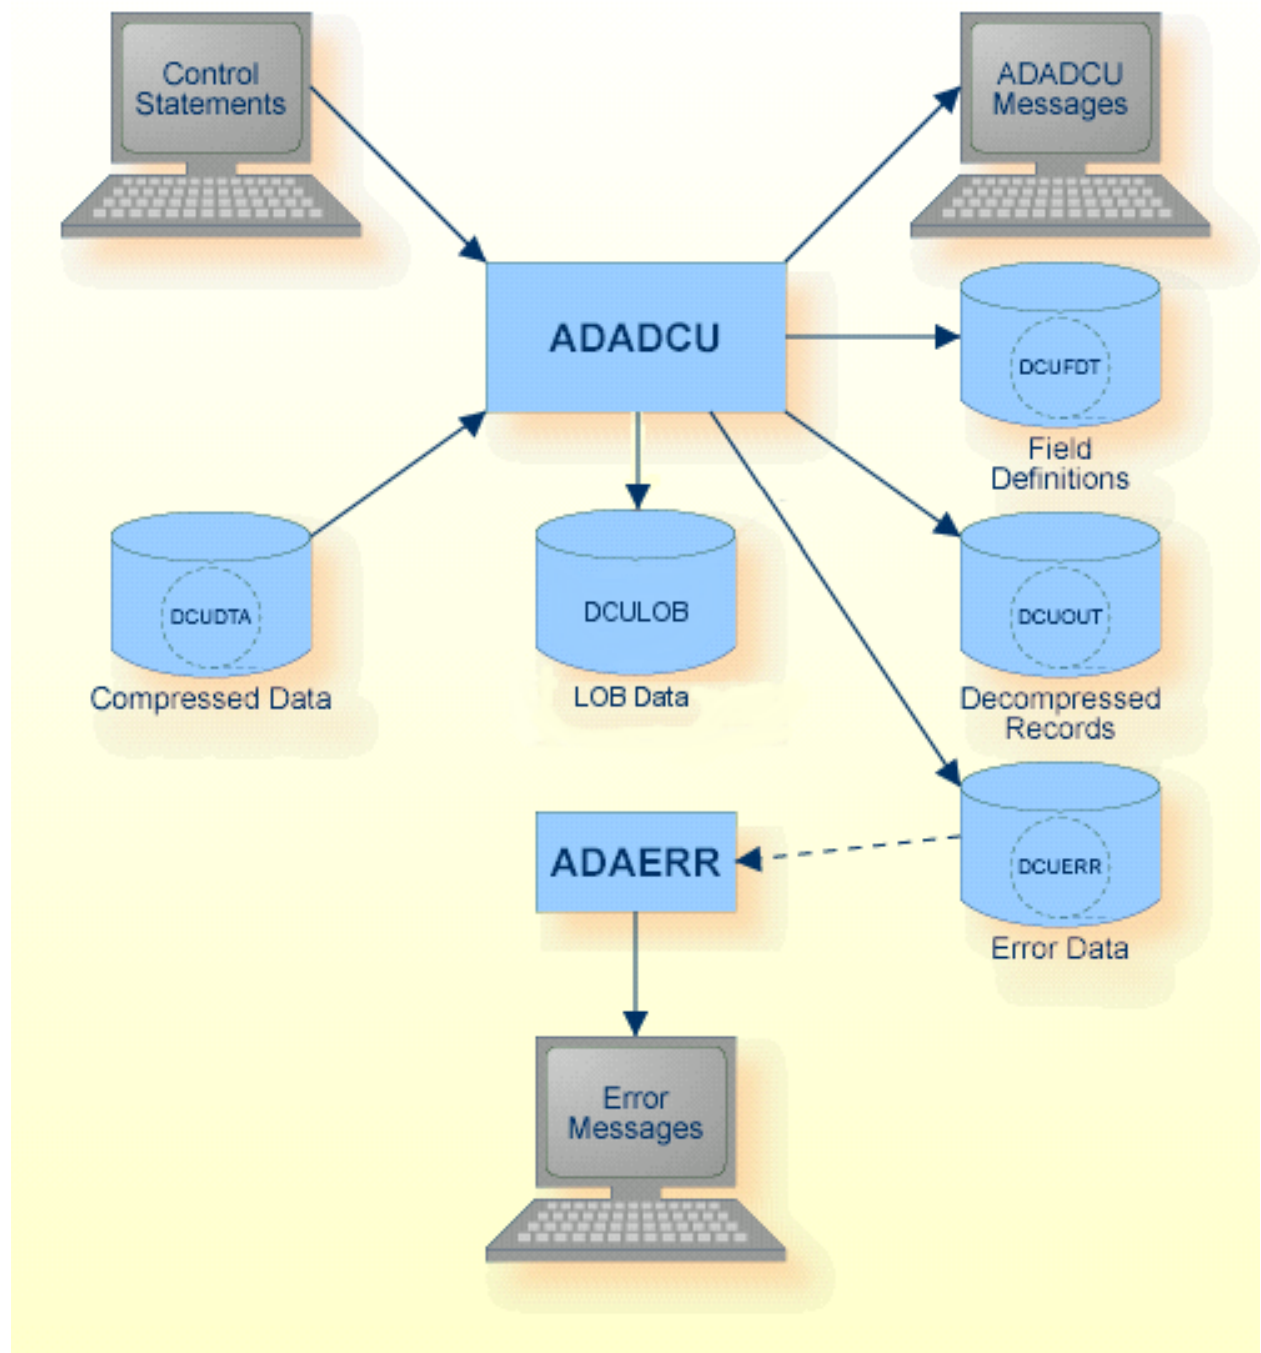 Control
Statements
ADADCU
Messages
ADADCU
DCUFDT
Field
Definitions
DCUDTA
Compressed Data
DCULOB
LOB Data
DCUOUT
Decompressed
Records
ADAERR
DCUERR
Error Data
Error
Messages